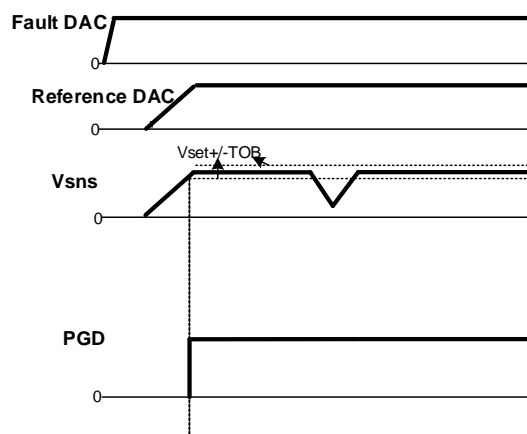 Fault DAC
0
Reference DAC
0
Vset+/-TOB
Vsns
0
PGD
0